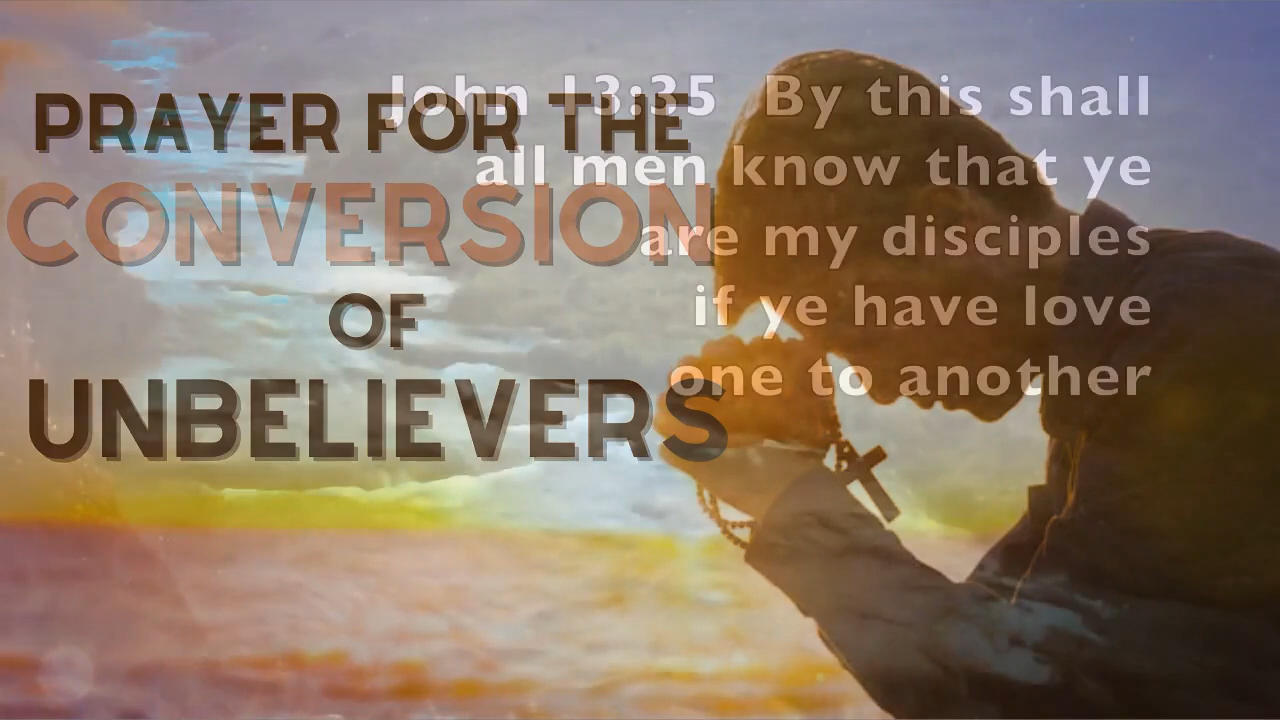 PRAYER FOR THE
CONVERSION
OF
UNBELIEVERS
John 13:35 By this shall
all men know that ye
are my disciples
if ye have love
one to another